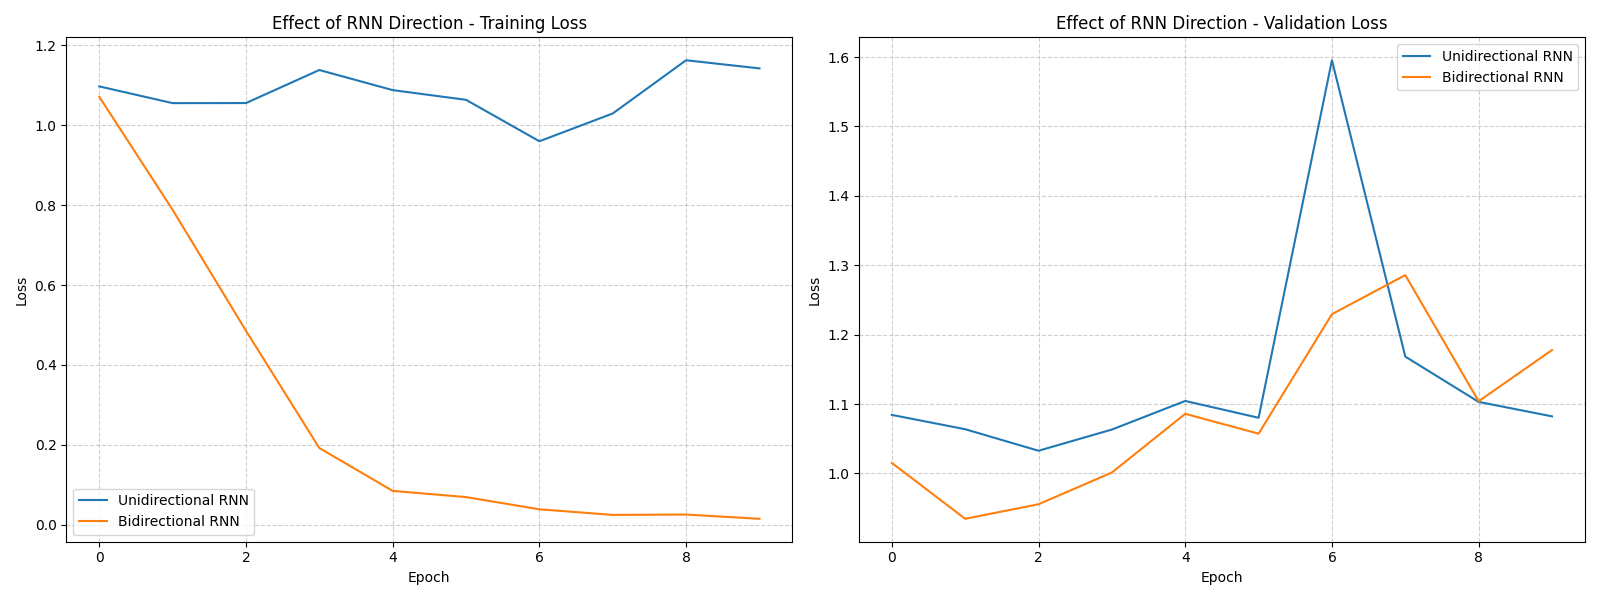 Effect of RNN Direction - Training Loss
1.2
1.0
0.8
0.6
0.4
0.2
0.0
Loss
Unidirectional RNN
Bidirectional RNN
0 2 4 6 8
Epoch
Effect of RNN Direction - Validation Loss
Unidirectional RNN
Bidirectional RNN
1.6
1.5
1.4
1.3
1.2
1.1
1.0
Loss
0 2 4 6 8
Epoch